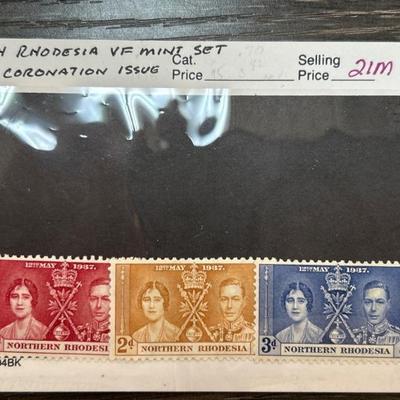 H RHODESIA VF MINT SET
CORONATION ISSUE
Cat.
Price
Selling
Price 21M
12TH MAY 1937.
NORTHERN RHODESIA
12TH MAY 1937.
2d.
NORTHERN RHODESIA
12TH MAY 1937.
3d.
NORTHERN RHODESIA
4BK